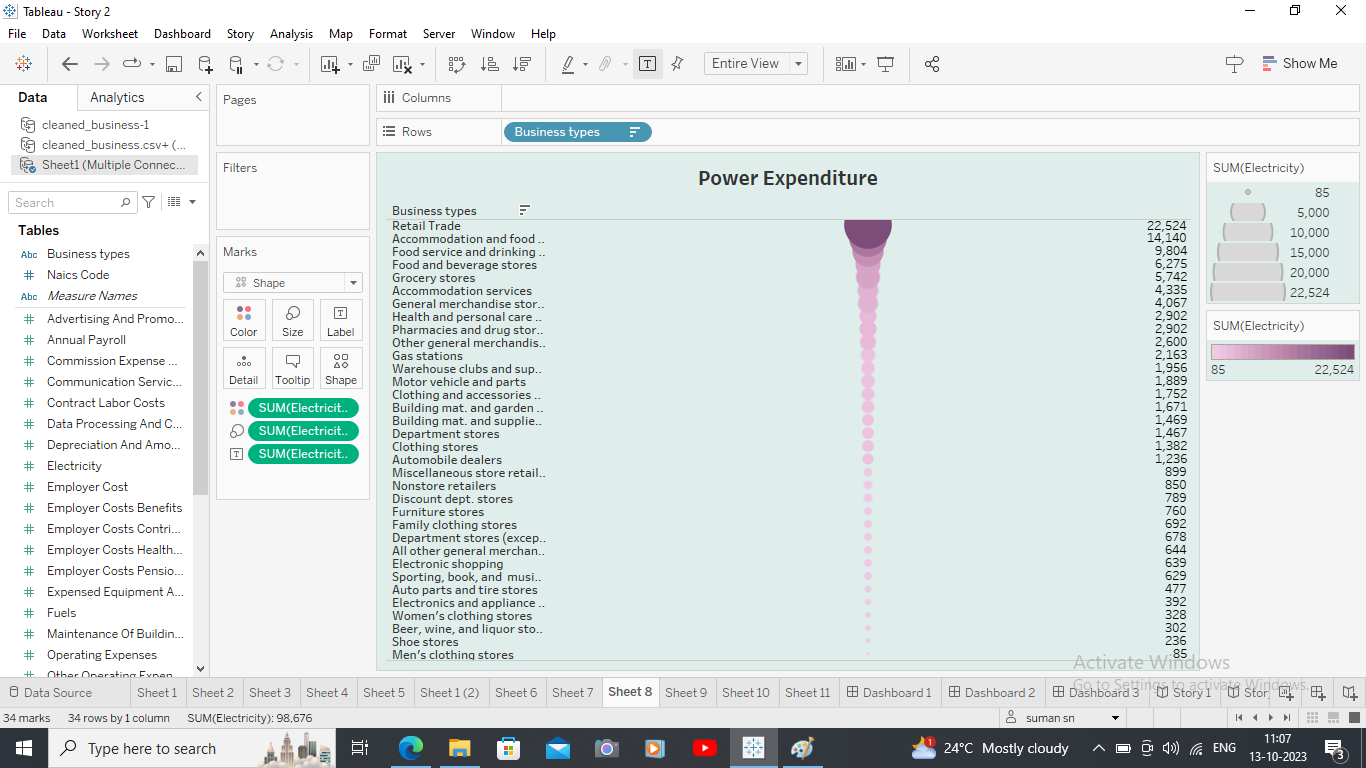 Tableau - Story 2
File Data Worksheet Dashboard Story Analysis Map Format Server Window Help
Entire View
Show Me
Data Analytics
cleaned_business-1
cleaned_business.csv+ (...
Sheet1 (Multiple Connec...
Search
Tables
Abc Business types
# Naics Code
Abc Measure Names
# Advertising And Promo...
# Annual Payroll
# Commission Expense ...
# Communication Servic...
# Contract Labor Costs
# Data Processing And C...
# Depreciation And Amo...
# Electricity
# Employer Cost
# Employer Costs Benefits
# Employer Costs Contri...
# Employer Costs Health...
# Employer Costs Pensio...
# Expensed Equipment A...
# Fuels
# Maintenance Of Buildin...
# Operating Expenses
# Other Operating Expen...
Pages
Filters
Marks
Shape
Color Size Label
Detail Tooltip Shape
SUM(Electricit..
SUM(Electricit..
SUM(Electricit..
Columns
Rows Business types
Power Expenditure
Business types
Retail Trade 22,524
Accommodation and food .. 14,140
Food service and drinking .. 9,804
Food and beverage stores 6,275
Grocery stores 5,742
Accommodation services 4,335
General merchandise stor.. 4,067
Health and personal care .. 2,902
Pharmacies and drug stor.. 2,902
Other general merchandis.. 2,600
Gas stations 2,163
Warehouse clubs and sup.. 1,956
Motor vehicle and parts 1,889
Clothing and accessories .. 1,752
Building mat. and garden .. 1,671
Building mat. and supplie.. 1,469
Department stores 1,467
Clothing stores 1,382
Automobile dealers 1,236
Miscellaneous store retail.. 899
Nonstore retailers 850
Discount dept. stores 789
Furniture stores 760
Family clothing stores 692
Department stores (excep.. 678
All other general merchan.. 644
Electronic shopping 639
Sporting, book, and musi.. 629
Auto parts and tire stores 477
Electronics and appliance .. 392
Women's clothing stores 328
Beer, wine, and liquor sto.. 302
Shoe stores 236
Men's clothing stores 85
SUM(Electricity)
85
5,000
10,000
15,000
20,000
22,524
SUM(Electricity)
85 22,524
Activate Windows
Go to Settings to activate Windows.
Data Source Sheet 1 Sheet 2 Sheet 3 Sheet 4 Sheet 5 Sheet 1 (2) Sheet 6 Sheet 7 Sheet 8 Sheet 9 Sheet 10 Sheet 11 Dashboard 1 Dashboard 2 Dashboard 3 Story 1 Stor
34 marks 34 rows by 1 column SUM(Electricity): 98,676 suman sn
Type here to search
1 24°C Mostly cloudy ENG 11:07
13-10-2023 3